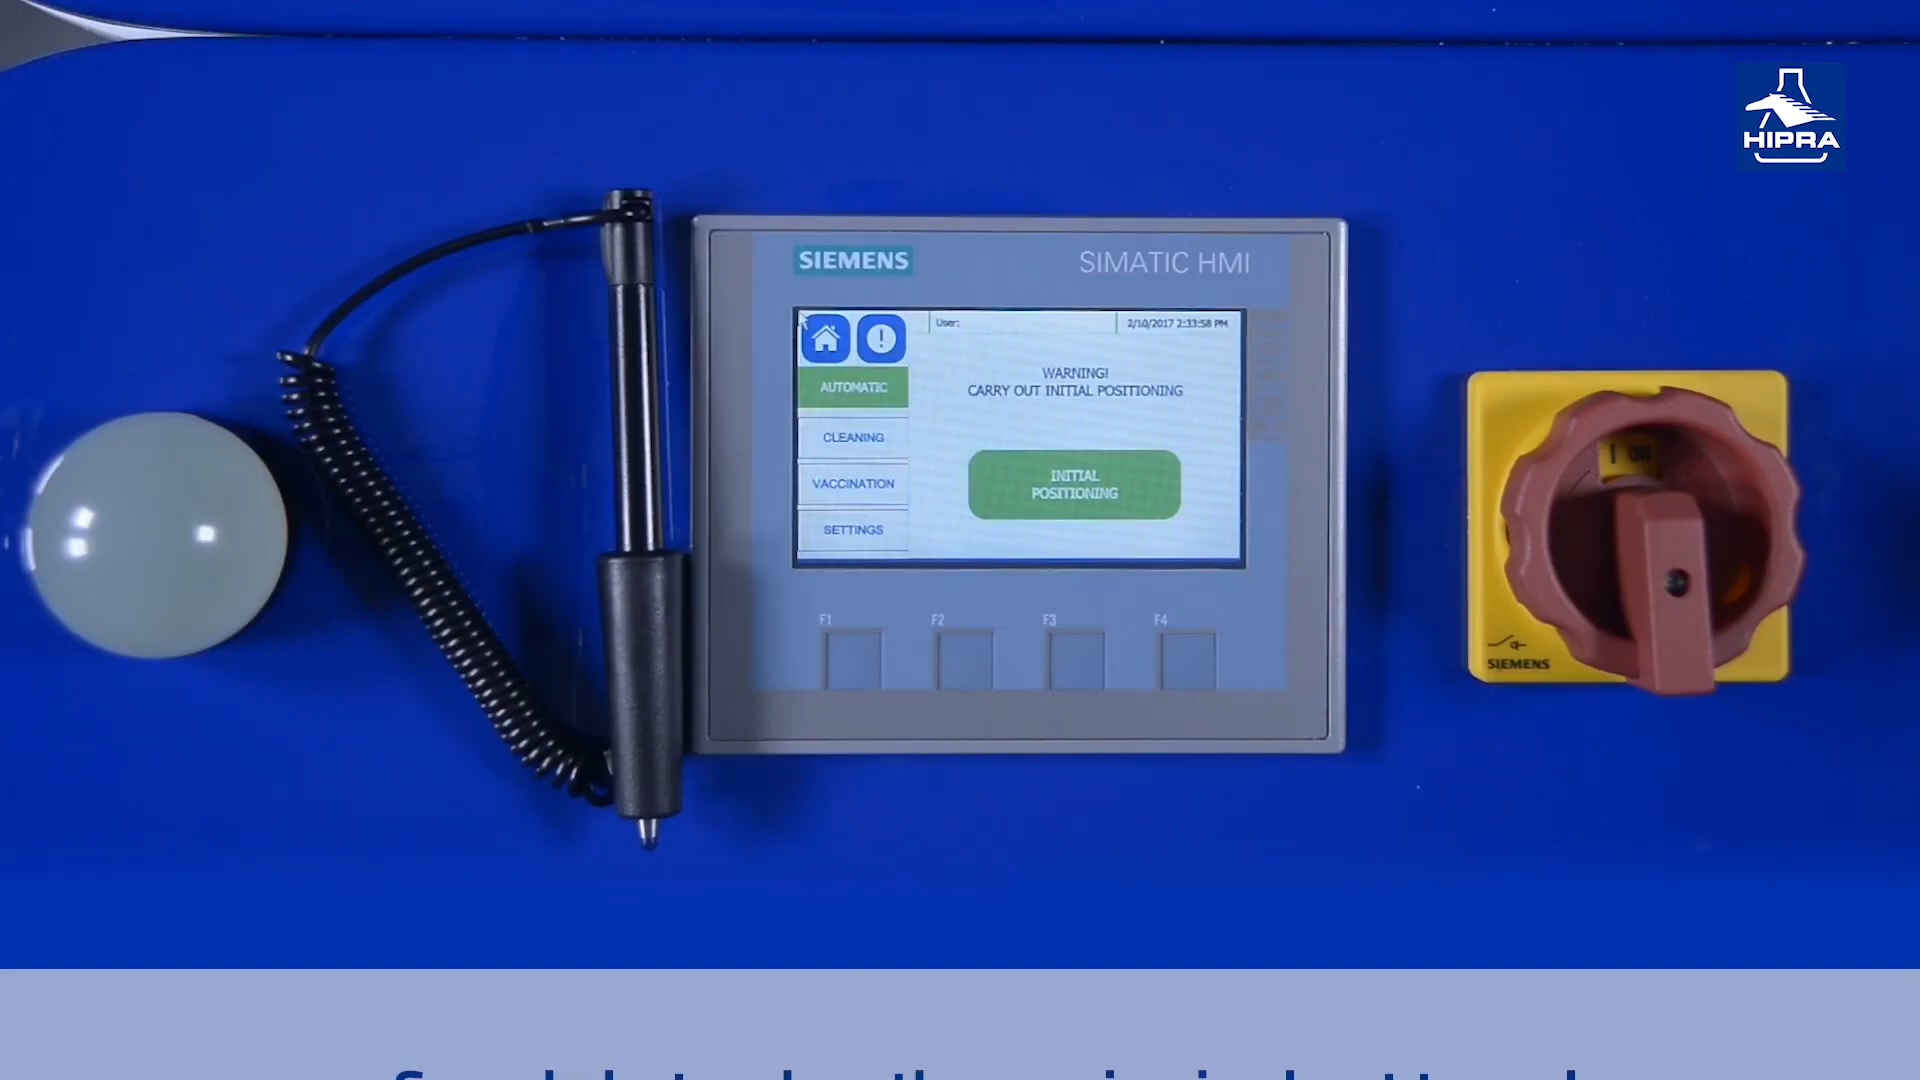 HIPRA
SIEMENS
SIMATIC HMI
User:
2/10/2017 2:33:58 PM
WARNING!
CARRY OUT INITIAL POSITIONING
AUTOMATIC
CLEANING
VACCINATION
SETTINGS
INITIAL
POSITIONING
F1
F2
F3
F4
I ON
SIEMENS